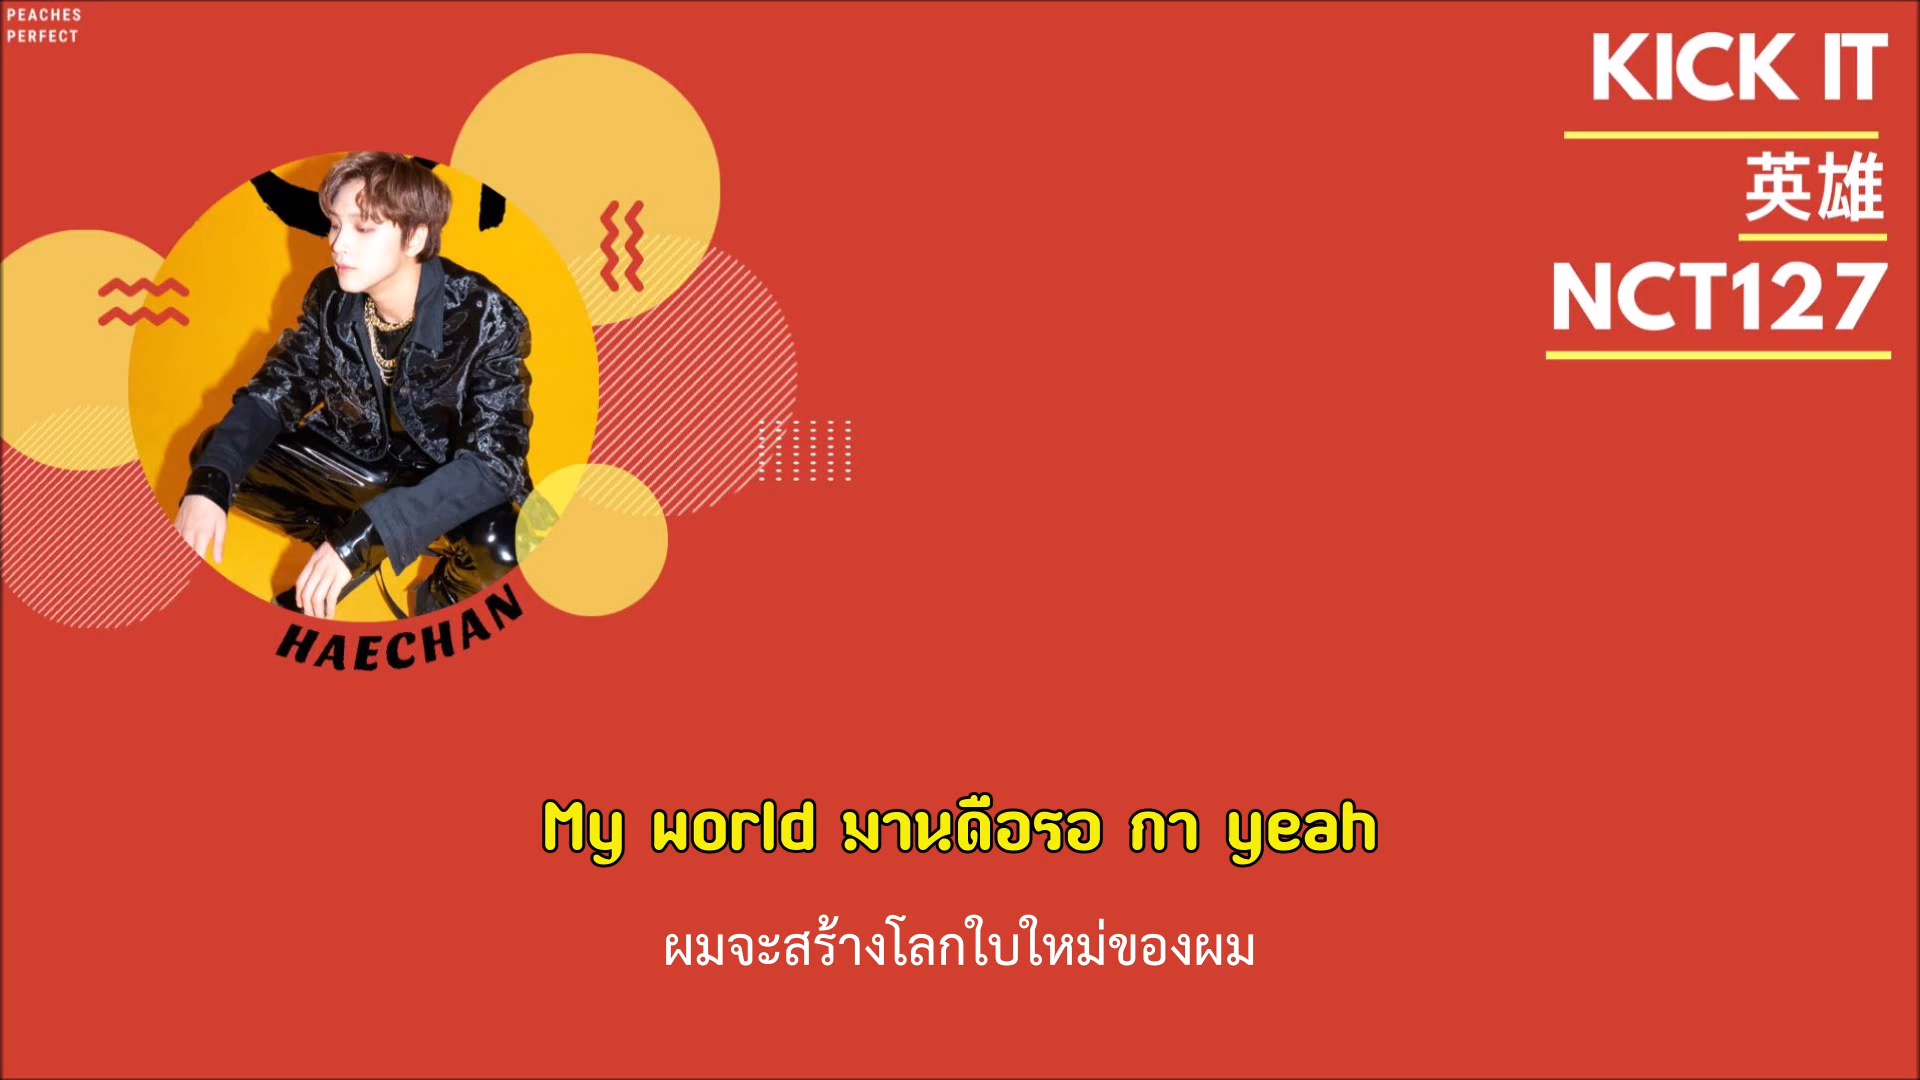 PEACHES
PERFECT
KICK IT
英雄
NCT127
HAECHAN
My world มานดือรอ กา yeah
ผมจะสร้างโลกใบใหม่ของผม